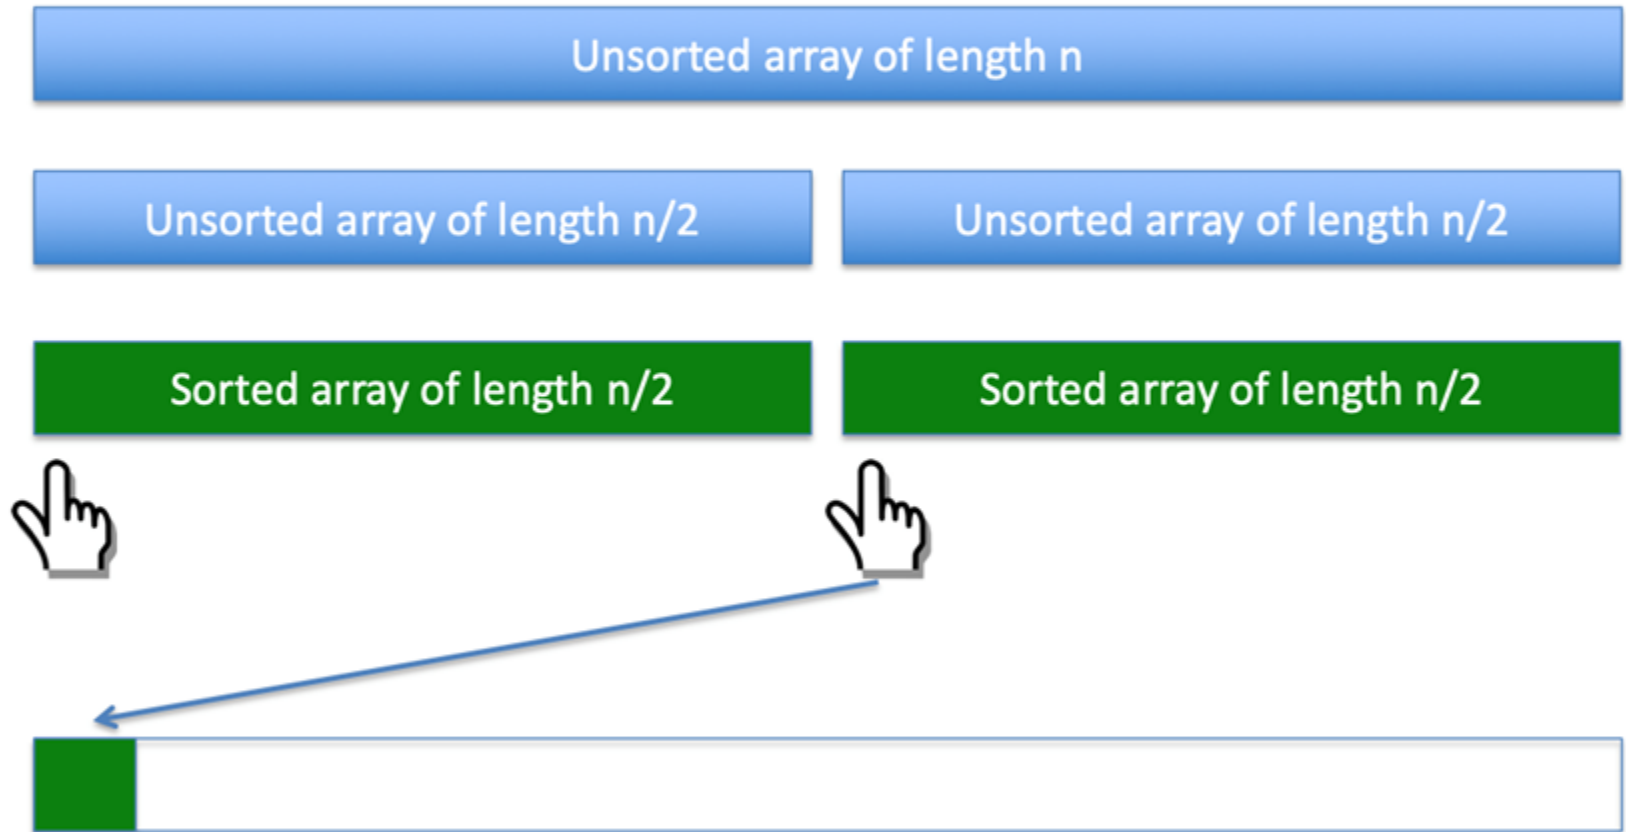 Unsorted array of length n
Unsorted array of length n/2
Unsorted array of length n/2
Sorted array of length n/2
Sorted array of length n/2